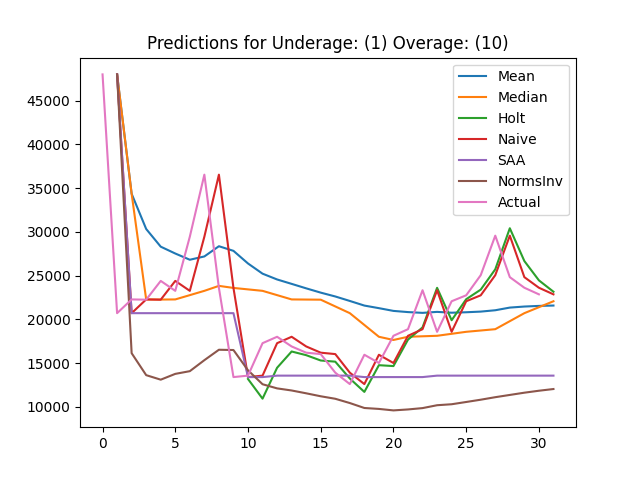 Predictions for Underage: (1) Overage: (10)
45000
40000
35000
30000
25000
20000
15000
10000
Mean
Median
Holt
Naive
SAA
NormsInv
Actual
0 5 10 15 20 25 30